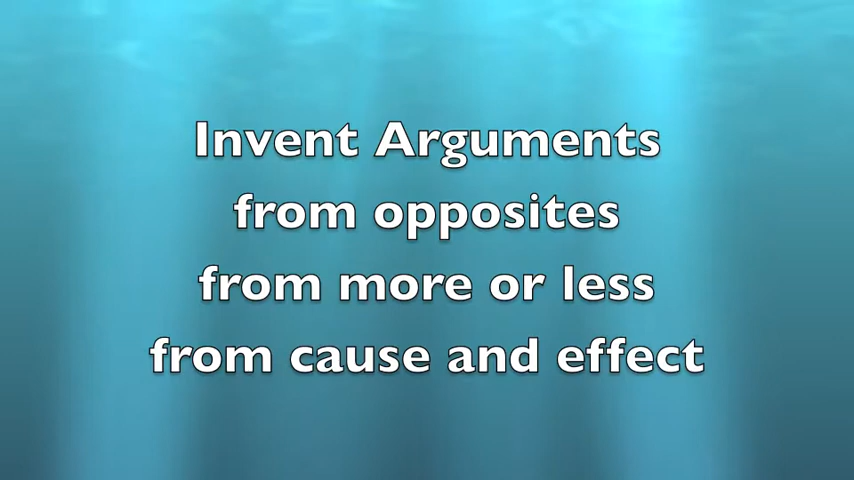 Invent Arguments
from opposites
from more or less
from cause and effect